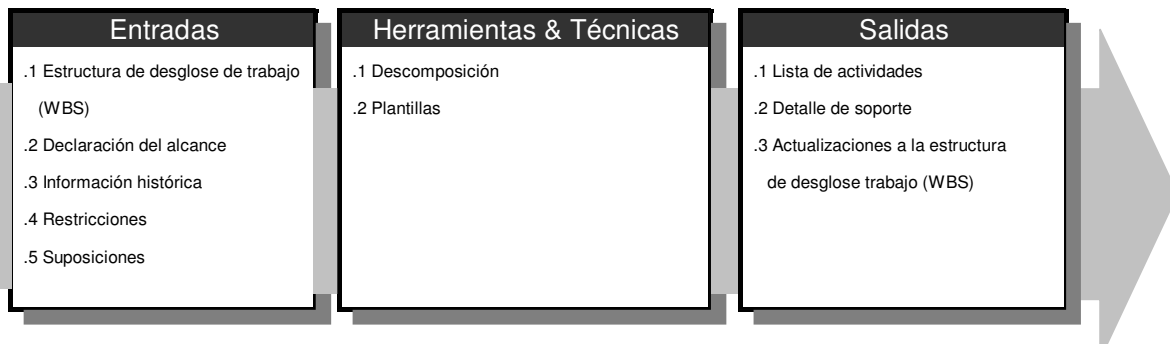 Entradas
.1 Estructura de desglose de trabajo
(WBS)
.2 Declaración del alcance
.3 Información histórica
.4 Restricciones
.5 Suposiciones
Herramientas & Técnicas
.1 Descomposición
.2 Plantillas
Salidas
.1 Lista de actividades
.2 Detalle de soporte
.3 Actualizaciones a la estructura
de desglose trabajo (WBS)